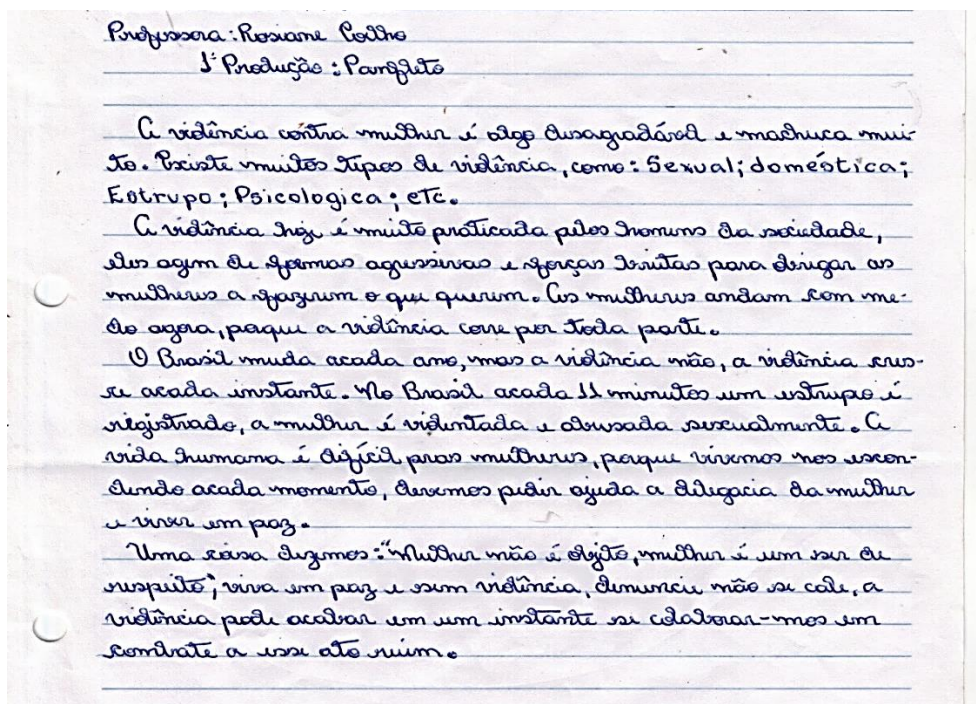 Professora: Rosiame Coelho
1ª Produção: Panfleto
A violência contra mulher é algo desagradável e machuca mui-
to. Existe muitos tipos de violência, como: Sexual; doméstica;
Estrupo; Psicologica; etc.
A violência hoje é muito praticada pelos homens da sociedade,
eles agem de formas agressivas e forças brutas para obrigar as
mulheres a fazerem o que querem. As mulheres andam com me-
do agora, porque a violência corre por toda parte.
O Brasil muda acada ano, mas a violência não, a violência cres-
se acada instante. No Brasil acada 11 minutos um estrupo é
registrado, a mulher é violentada e abusada sexualmente. A
vida humana é difícil pras mulheres, porque vivemos nos escon-
dendo acada momento, devemos pedir ajuda a delegacia da mulher
e viver em paz.
Uma coisa dizemos: "Mulher não é objeto, mulher é um ser de
respeito", viva em paz e sem violência, denuncie não se cale, a
violência pode acabar em um instante se colaborar-mos em
combate a esse ato ruim.